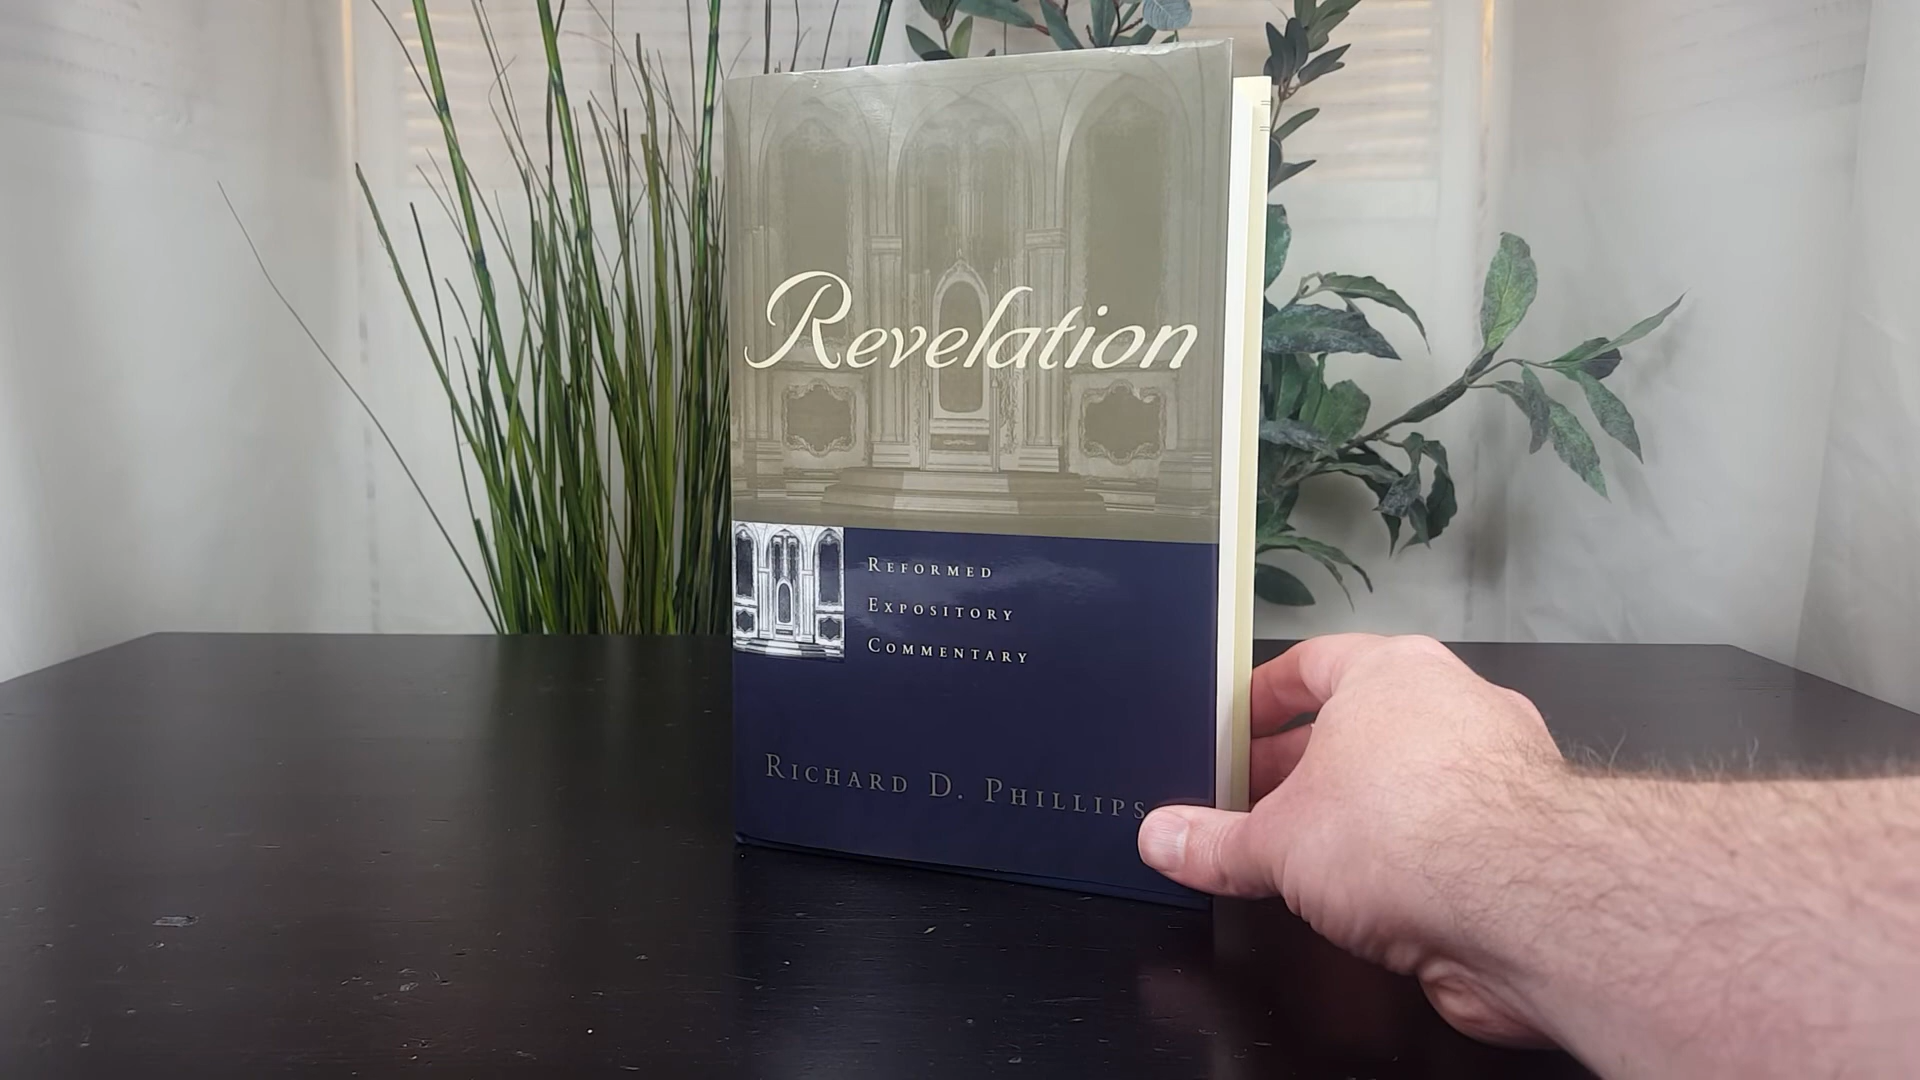 Revelation
REFORMED
EXPOSITORY
COMMENTARY
RICHARD D. PHILLIPS